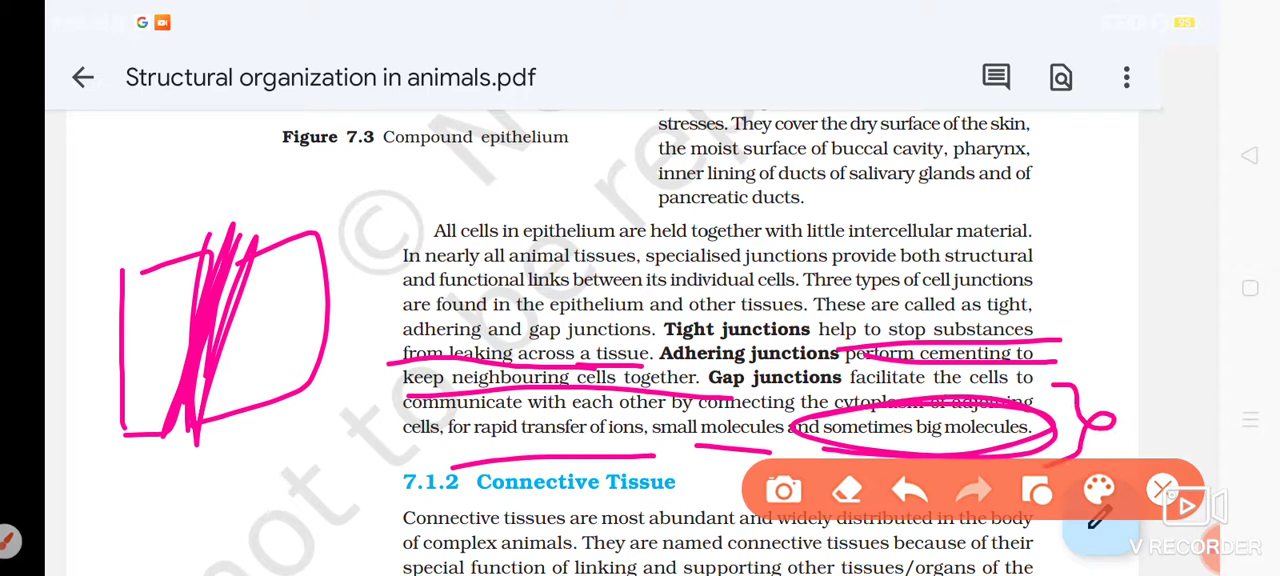 G
98
Structural organization in animals.pdf
Figure 7.3 Compound epithelium
stresses. They cover the dry surface of the skin,
the moist surface of buccal cavity, pharynx,
inner lining of ducts of salivary glands and of
pancreatic ducts.
All cells in epithelium are held together with little intercellular material.
In nearly all animal tissues, specialised junctions provide both structural
and functional links between its individual cells. Three types of cell junctions
are found in the epithelium and other tissues. These are called as tight,
adhering and gap junctions. Tight junctions help to stop substances
from leaking across a tissue. Adhering junctions perform cementing to
keep neighbouring cells together. Gap junctions facilitate the cells to
communicate with each other by connecting the cytoplasm of adjoining
cells, for rapid transfer of ions, small molecules and sometimes big molecules.
7.1.2 Connective Tissue
Connective tissues are most abundant and widely distributed in the body
of complex animals. They are named connective tissues because of their
special function of linking and supporting other tissues/organs of the
© N
not to be rep
V RECORDER